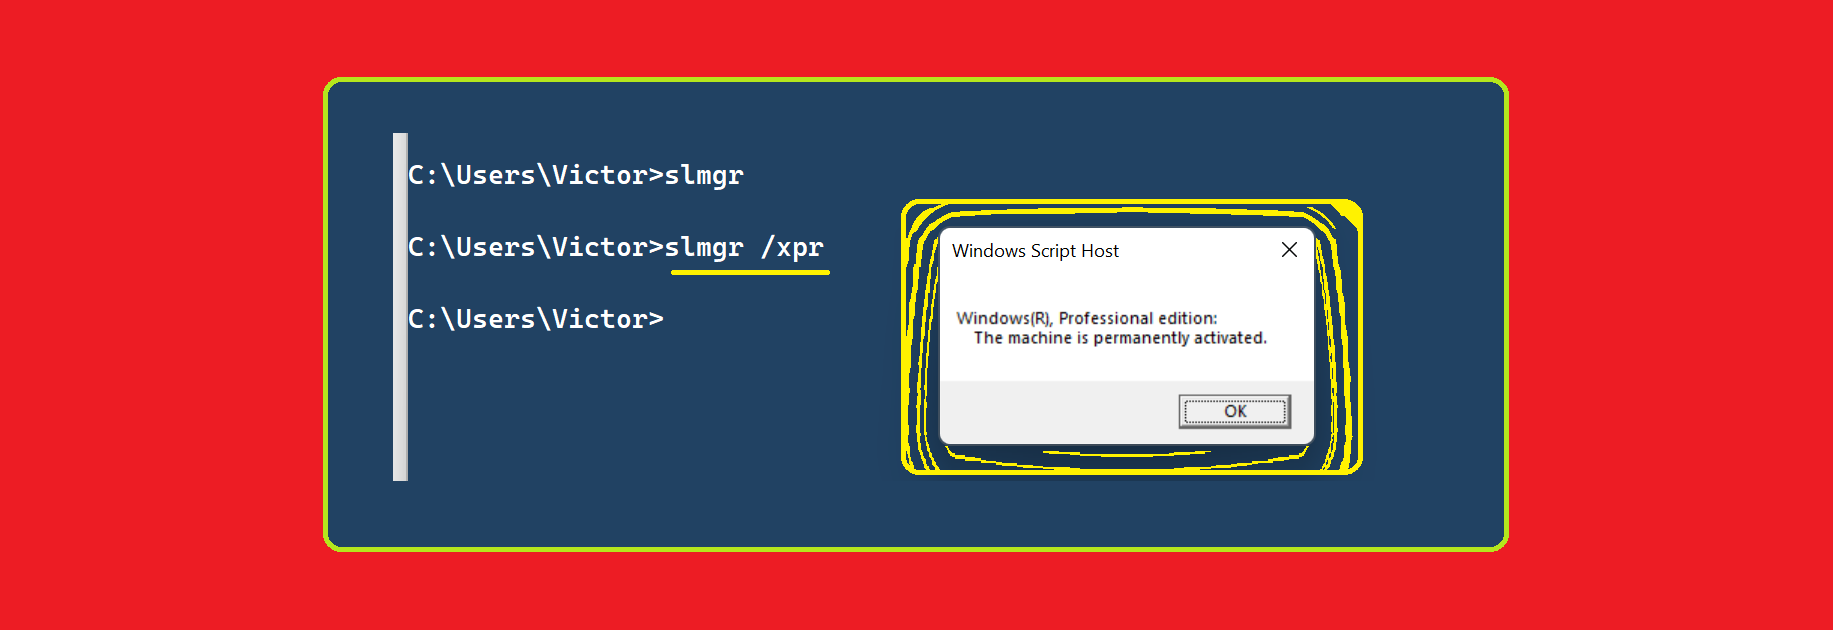 C:\Users\Victor>slmgr
C:\Users\Victor>slmgr /xpr
C:\Users\Victor>
Windows Script Host
Windows(R), Professional edition:
The machine is permanently activated.
OK